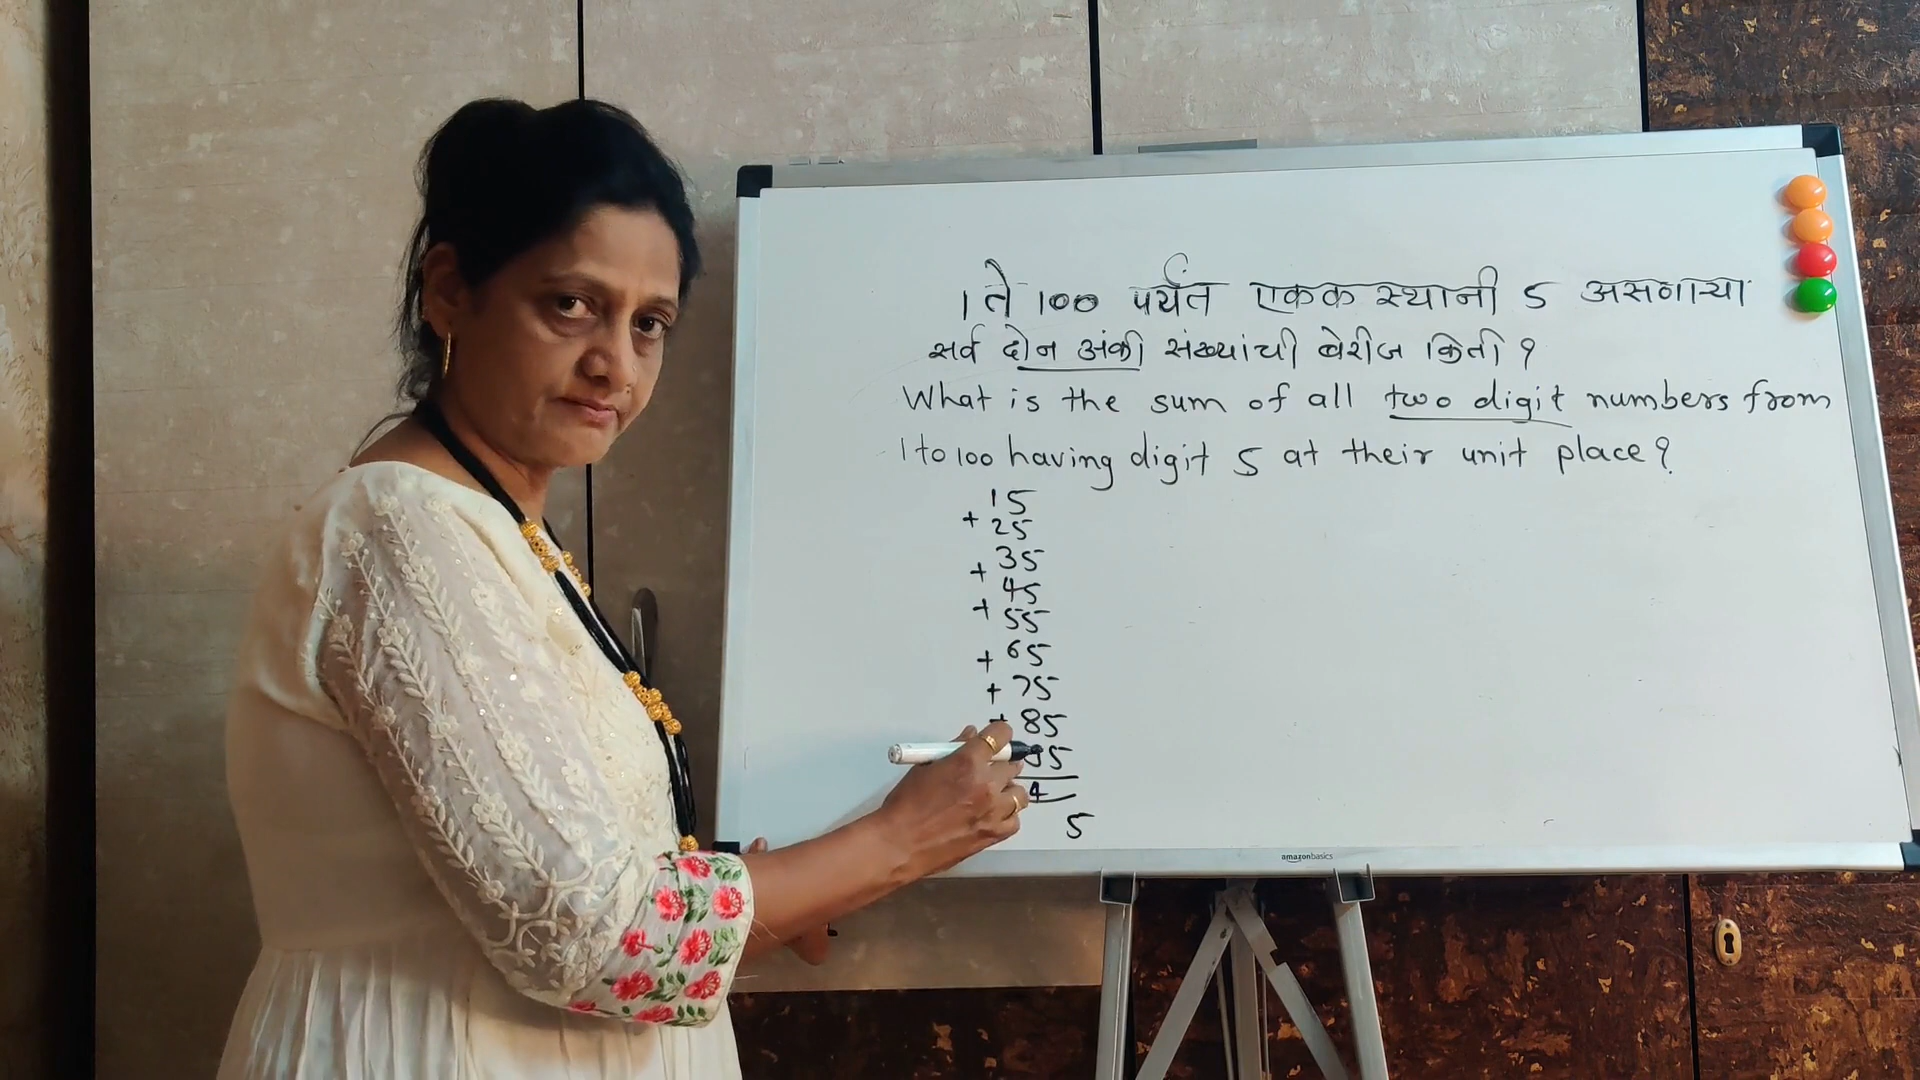 1 ते 100 पर्यंत एकक स्थानी 5 असणाऱ्या
सर्व दोन अंकी संख्यांची बेरीज किती?
What is the sum of all two digit numbers from
1 to 100 having digit 5 at their unit place?
15
+ 25
35
+ 45
+ 55
+ 65
+ 75
+ 85
5
4
5
amazonbasics